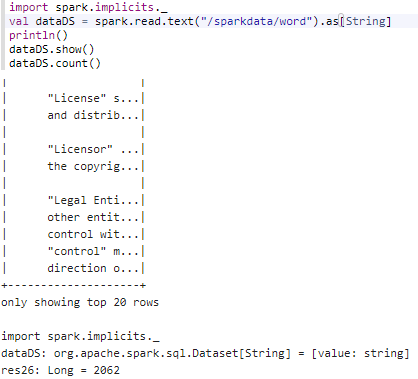 import spark.implicits._
val dataDS = spark.read.text("/sparkdata/word").as[String]
println()
dataDS.show()
dataDS.count()
|                    |
|      "License" s...|
|      and distrib...|
|                    |
|      "Licensor" ...|
|      the copyrig...|
|                    |
|      "Legal Enti...|
|      other entit...|
|      control wit...|
|      "control" m...|
|      direction o...|
+--------------------+
only showing top 20 rows
import spark.implicits._
dataDS: org.apache.spark.sql.Dataset[String] = [value: string]
res26: Long = 2062